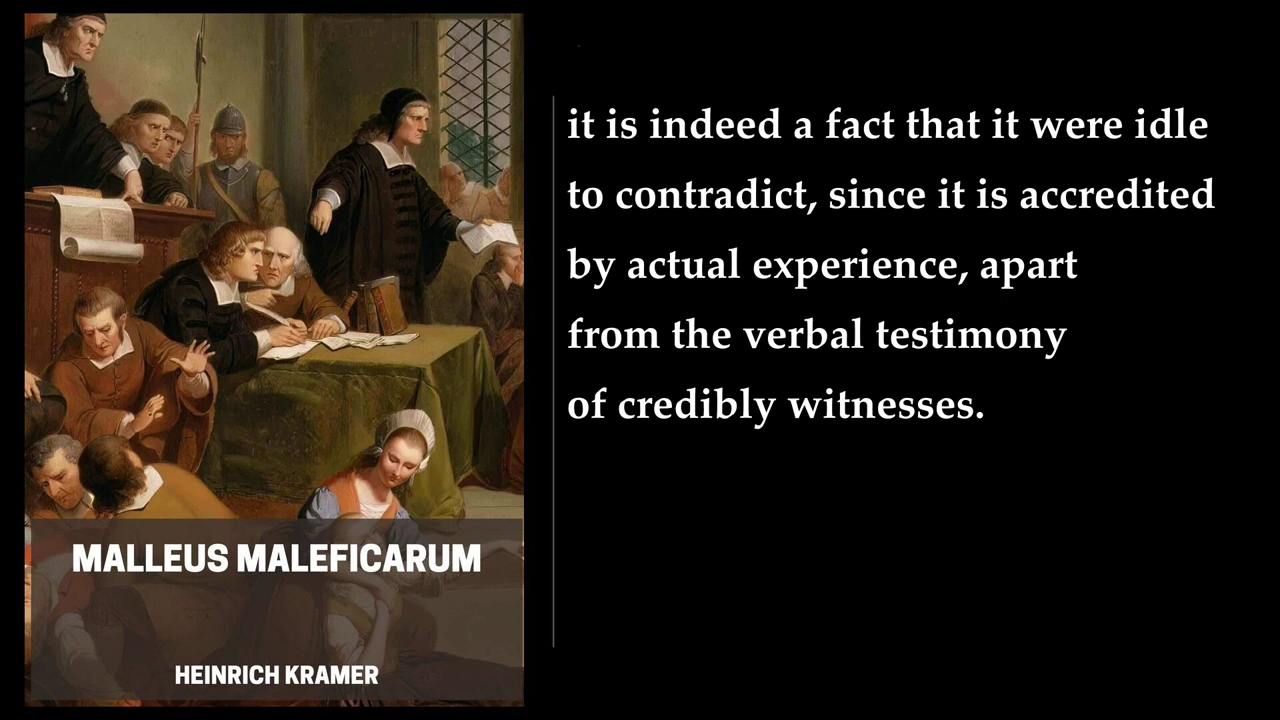 it is indeed a fact that it were idle
to contradict, since it is accredited
by actual experience, apart
from the verbal testimony
of credibly witnesses.
MALLEUS MALEFICARUM
HEINRICH KRAMER